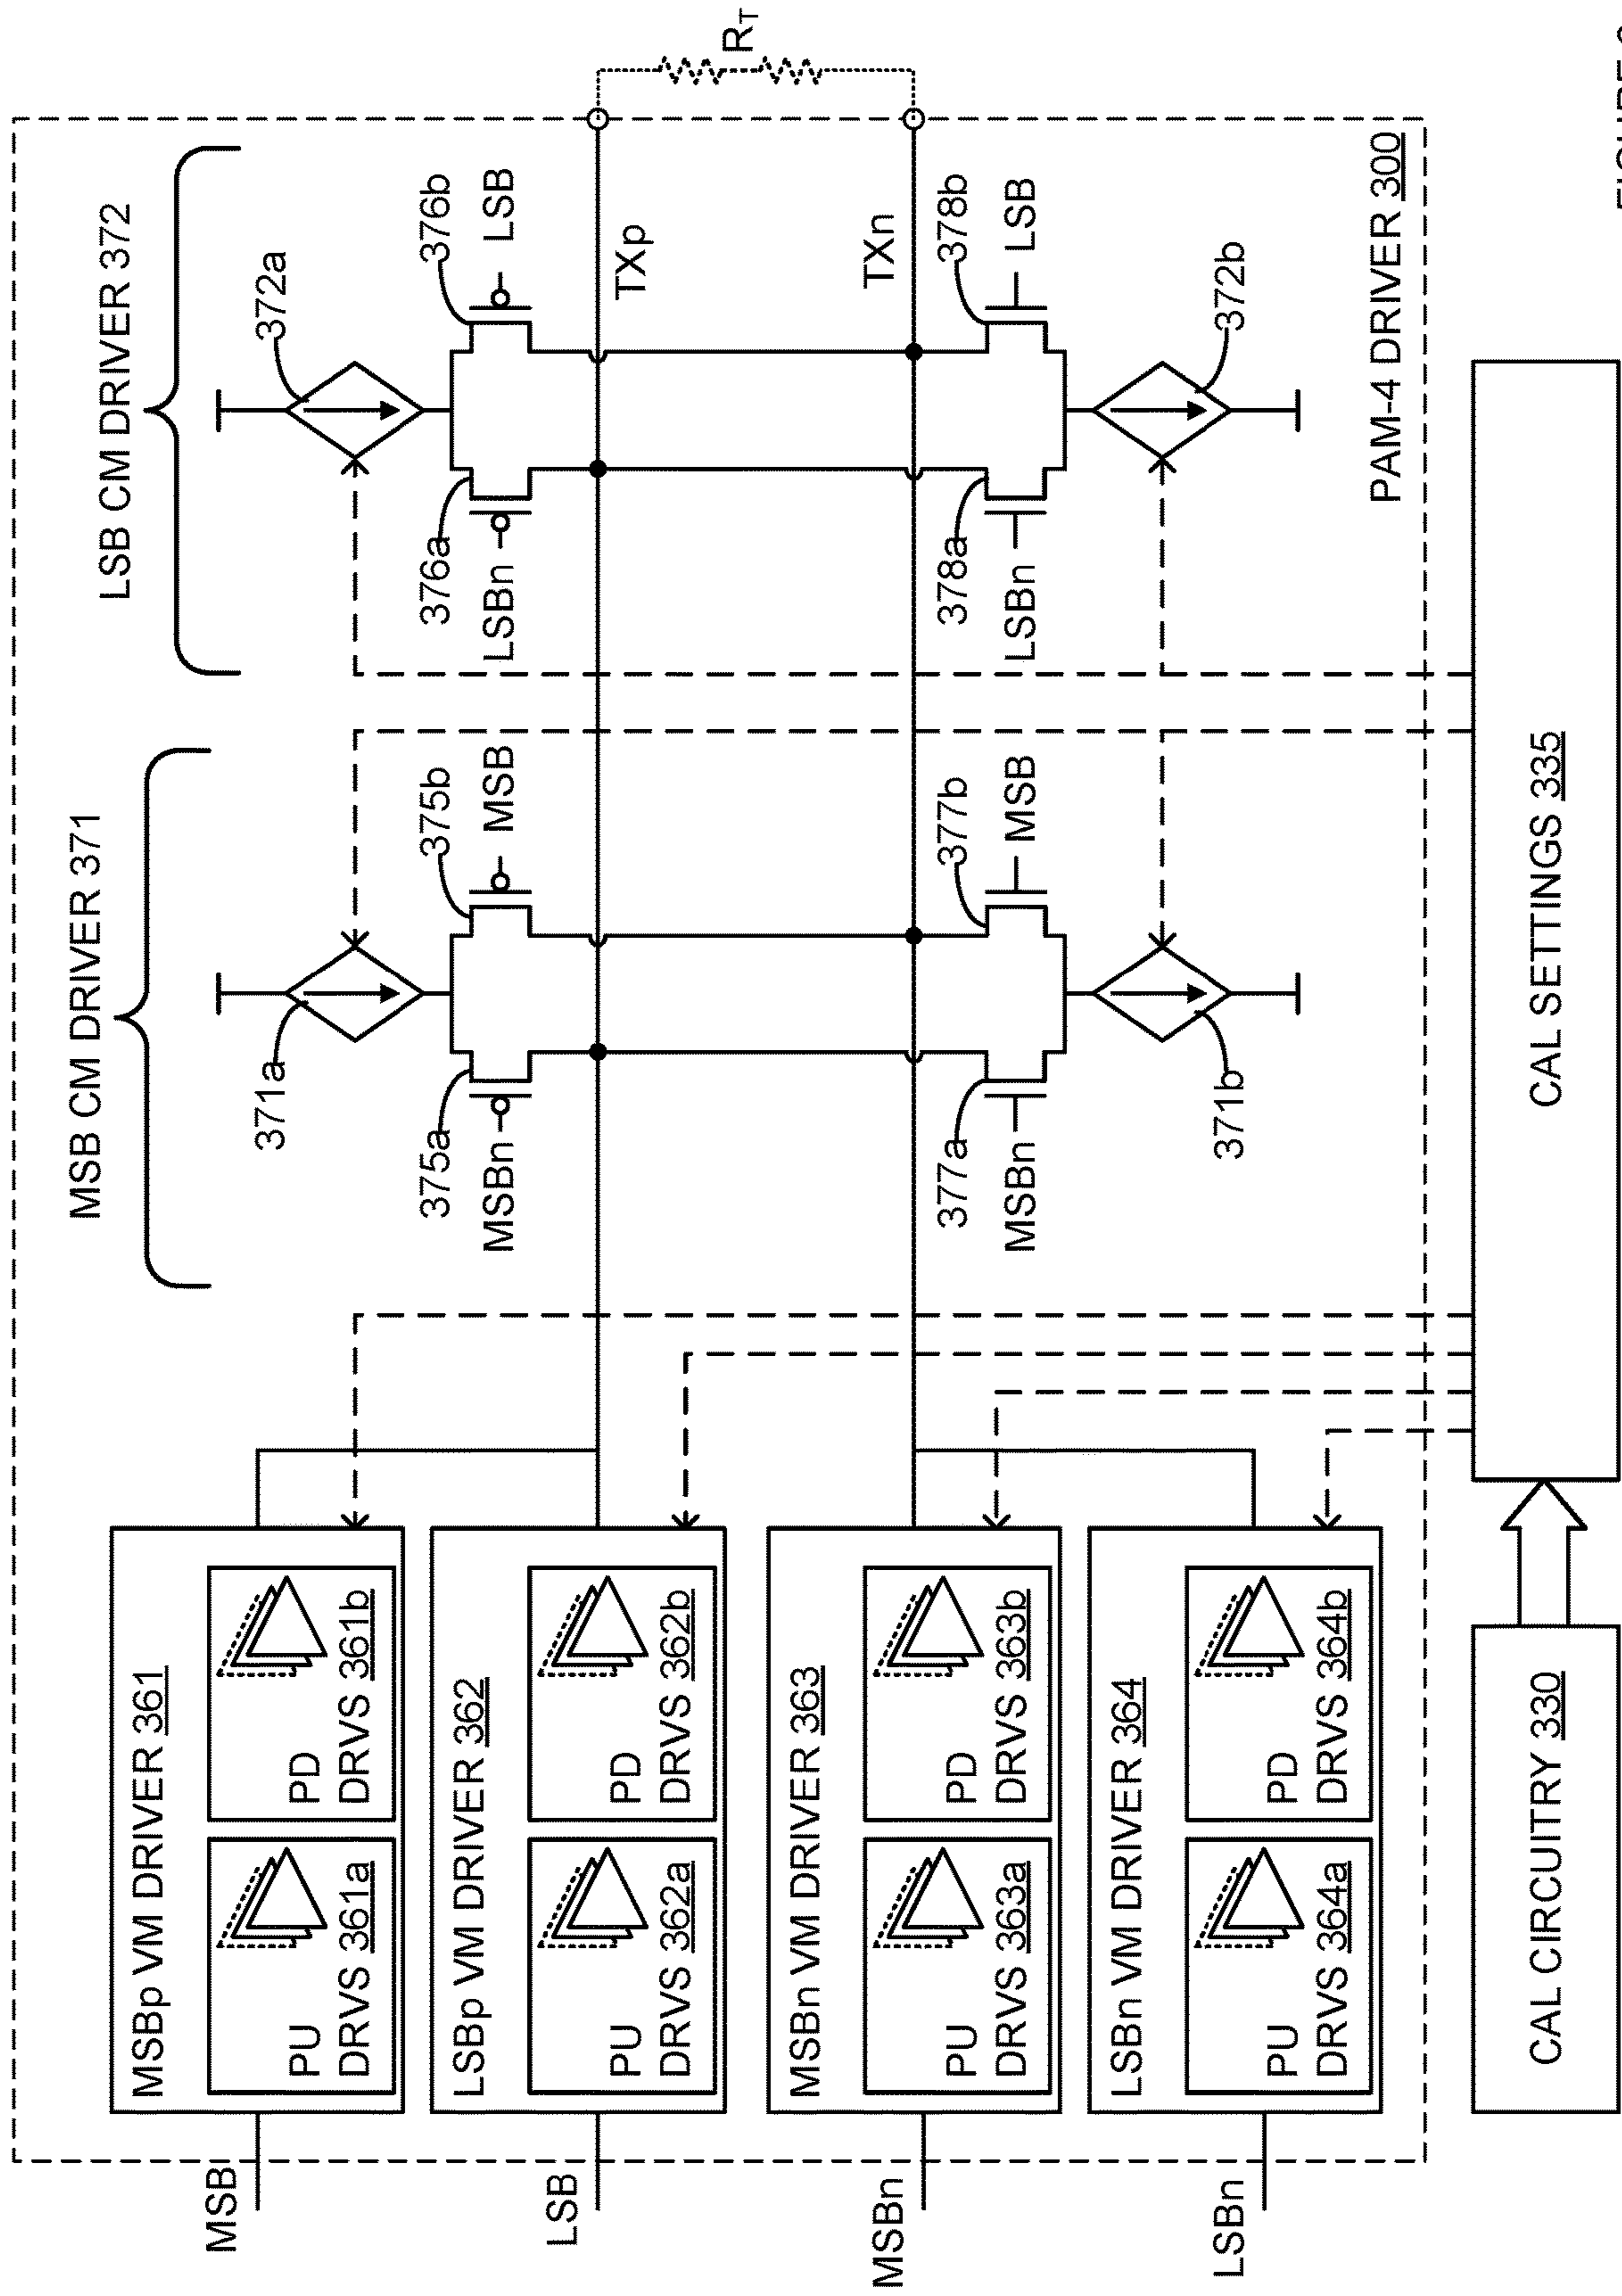 MSB
LSB
MSBn
LSBn
MSBp VM DRIVER 361
PU
DRVS 361a
PD
DRVS 361b
LSBp VM DRIVER 362
PU
DRVS 362a
PD
DRVS 362b
MSBn VM DRIVER 363
PU
DRVS 363a
PD
DRVS 363b
LSBn VM DRIVER 364
PU
DRVS 364a
PD
DRVS 364b
MSB CM DRIVER 371
371a
375a
375b
MSBn
MSB
377a
377b
MSBn
MSB
371b
LSB CM DRIVER 372
372a
376a
376b
LSBn
LSB
TXp
TXn
378a
378b
LSBn
LSB
372b
RT
PAM-4 DRIVER 300
CAL CIRCUITRY 330
CAL SETTINGS 335